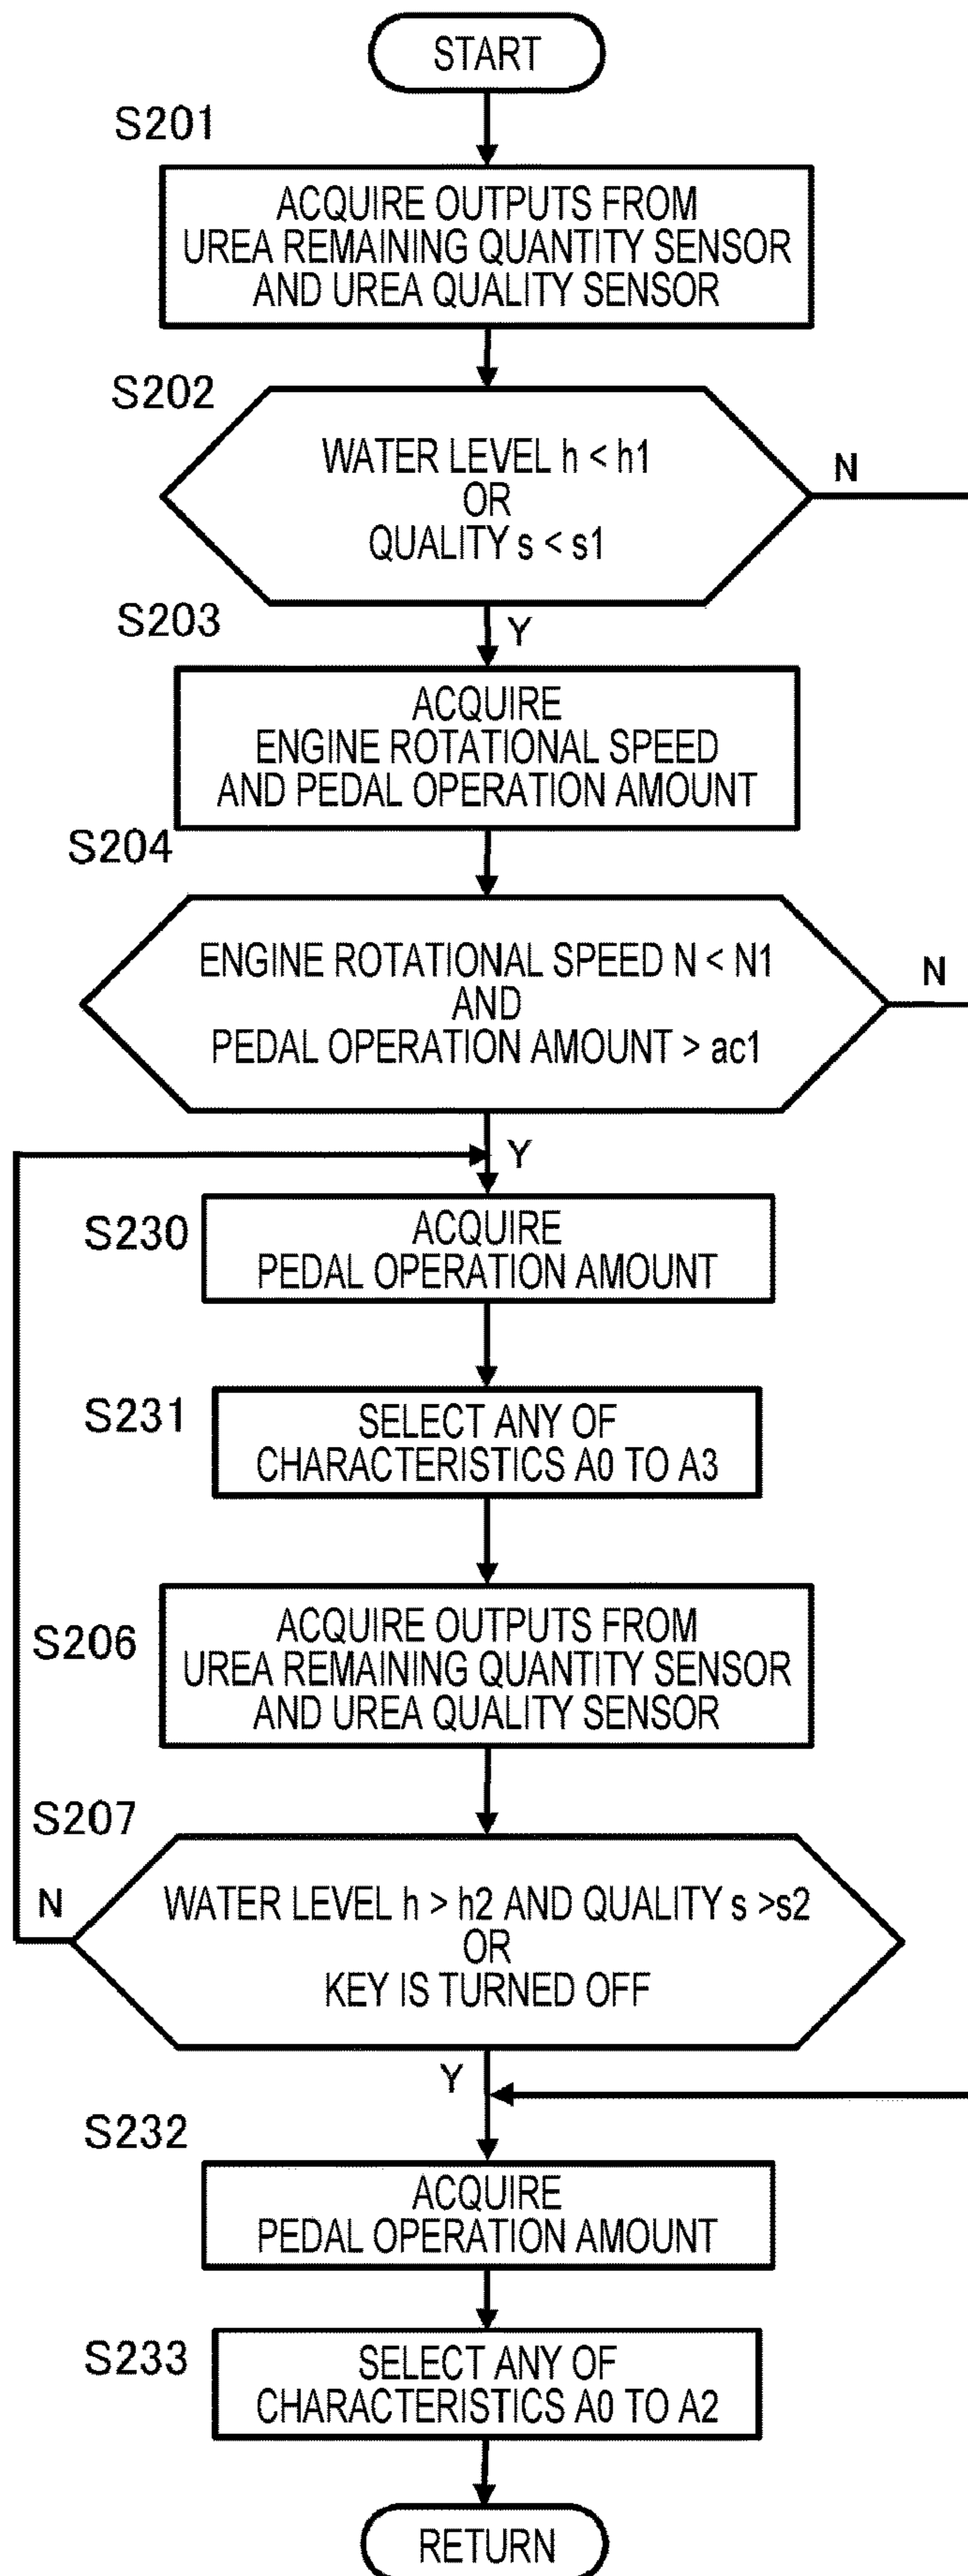 START
S201
ACQUIRE OUTPUTS FROM
UREA REMAINING QUANTITY SENSOR
AND UREA QUALITY SENSOR
S202
WATER LEVEL h < h1
OR
QUALITY s < s1
N
S203
Y
ACQUIRE
ENGINE ROTATIONAL SPEED
AND PEDAL OPERATION AMOUNT
S204
ENGINE ROTATIONAL SPEED N < N1
AND
PEDAL OPERATION AMOUNT > ac1
N
Y
S230
ACQUIRE
PEDAL OPERATION AMOUNT
S231
SELECT ANY OF
CHARACTERISTICS A0 TO A3
S206
ACQUIRE OUTPUTS FROM
UREA REMAINING QUANTITY SENSOR
AND UREA QUALITY SENSOR
S207
N
WATER LEVEL h > h2 AND QUALITY s >s2
OR
KEY IS TURNED OFF
Y
S232
ACQUIRE
PEDAL OPERATION AMOUNT
S233
SELECT ANY OF
CHARACTERISTICS A0 TO A2
RETURN